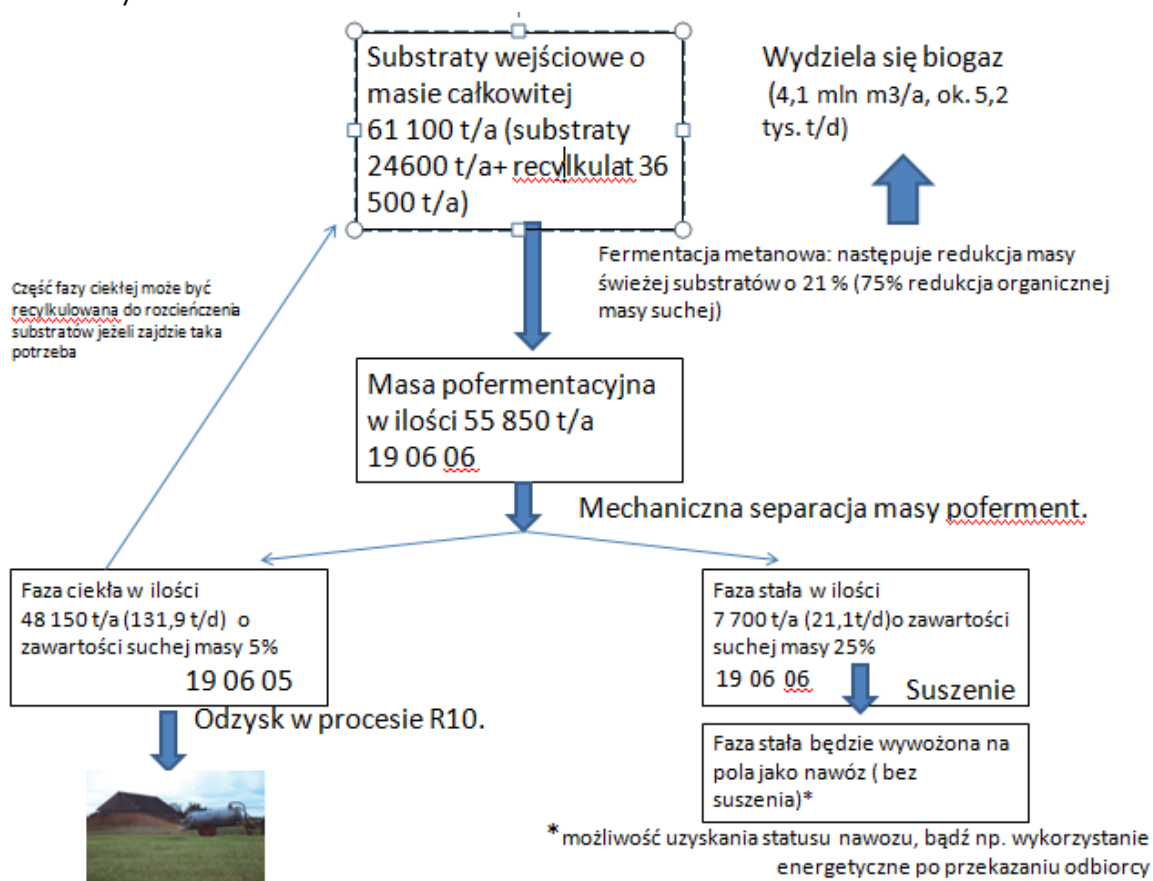 Substraty wejściowe o
masie całkowitej
61 100 t/a (substraty
24600 t/a+ recylkulat 36
500 t/a)
Wydziela się biogaz
(4,1 mln m3/a, ok. 5,2
tys. t/d)
Fermentacja metanowa: następuje redukcja masy
świeżej substratów o 21 % (75% redukcja organicznej
masy suchej)
Część fazy ciekłej może być
recylkulowana do rozcieńczenia
substratów jeżeli zajdzie taka
potrzeba
Masa pofermentacyjna
w ilości 55 850 t/a
19 06 06
Mechaniczna separacja masy poferment.
Faza ciekła w ilości
48 150 t/a (131,9 t/d) o
zawartości suchej masy 5%
19 06 05
Odzysk w procesie R10.
Faza stała w ilości
7 700 t/a (21,1t/d)o zawartości
suchej masy 25%
19 06 06
Suszenie
Faza stała będzie wywożona na
pola jako nawóz ( bez
suszenia)*
*możliwość uzyskania statusu nawozu, bądź np. wykorzystanie
energetyczne po przekazaniu odbiorcy